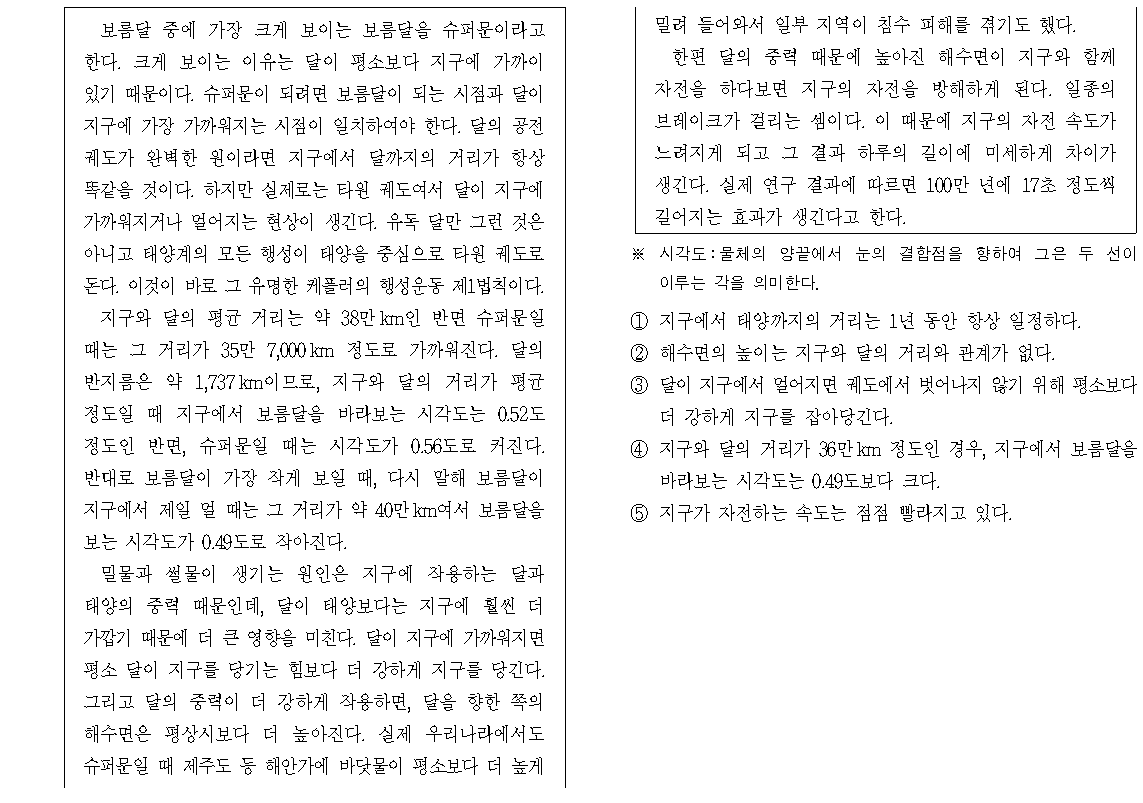 보름달 중에 가장 크게 보이는 보름달을 슈퍼문이라고
한다. 크게 보이는 이유는 달이 평소보다 지구에 가까이
있기 때문이다. 슈퍼문이 되려면 보름달이 되는 시점과 달이
지구에 가장 가까워지는 시점이 일치하여야 한다. 달의 공전
궤도가 완벽한 원이라면 지구에서 달까지의 거리가 항상
똑같을 것이다. 하지만 실제로는 타원 궤도여서 달이 지구에
가까워지거나 멀어지는 현상이 생긴다. 유독 달만 그런 것은
아니고 태양계의 모든 행성이 태양을 중심으로 타원 궤도로
돈다. 이것이 바로 그 유명한 케플러의 행성운동 제1법칙이다.
지구와 달의 평균 거리는 약 38만km인 반면 슈퍼문일
때는 그 거리가 35만 7,000km 정도로 가까워진다. 달의
반지름은 약 1,737km이므로, 지구와 달의 거리가 평균
정도일 때 지구에서 보름달을 바라보는 시각도는 0.52도
정도인 반면, 슈퍼문일 때는 시각도가 0.56도로 커진다.
반대로 보름달이 가장 작게 보일 때, 다시 말해 보름달이
지구에서 제일 멀 때는 그 거리가 약 40만km여서 보름달을
보는 시각도가 0.49도로 작아진다.
밀물과 썰물이 생기는 원인은 지구에 작용하는 달과
태양의 중력 때문인데, 달이 태양보다는 지구에 훨씬 더
가깝기 때문에 더 큰 영향을 미친다. 달이 지구에 가까워지면
평소 달이 지구를 당기는 힘보다 더 강하게 지구를 당긴다.
그리고 달의 중력이 더 강하게 작용하면, 달을 향한 쪽의
해수면은 평상시보다 더 높아진다. 실제 우리나라에서도
슈퍼문일 때 제주도 등 해안가에 바닷물이 평소보다 더 높게
밀려 들어와서 일부 지역이 침수 피해를 겪기도 했다.
한편 달의 중력 때문에 높아진 해수면이 지구와 함께
자전을 하다보면 지구의 자전을 방해하게 된다. 일종의
브레이크가 걸리는 셈이다. 이 때문에 지구의 자전 속도가
느려지게 되고 그 결과 하루의 길이에 미세하게 차이가
생긴다. 실제 연구 결과에 따르면 100만 년에 17초 정도씩
길어지는 효과가 생긴다고 한다.
※ 시각도:물체의 양끝에서 눈의 결합점을 향하여 그은 두 선이
이루는 각을 의미한다.
① 지구에서 태양까지의 거리는 1년 동안 항상 일정하다.
② 해수면의 높이는 지구와 달의 거리와 관계가 없다.
③ 달이 지구에서 멀어지면 궤도에서 벗어나지 않기 위해 평소보다
더 강하게 지구를 잡아당긴다.
④ 지구와 달의 거리가 36만km 정도인 경우, 지구에서 보름달을
바라보는 시각도는 0.49도보다 크다.
⑤ 지구가 자전하는 속도는 점점 빨라지고 있다.